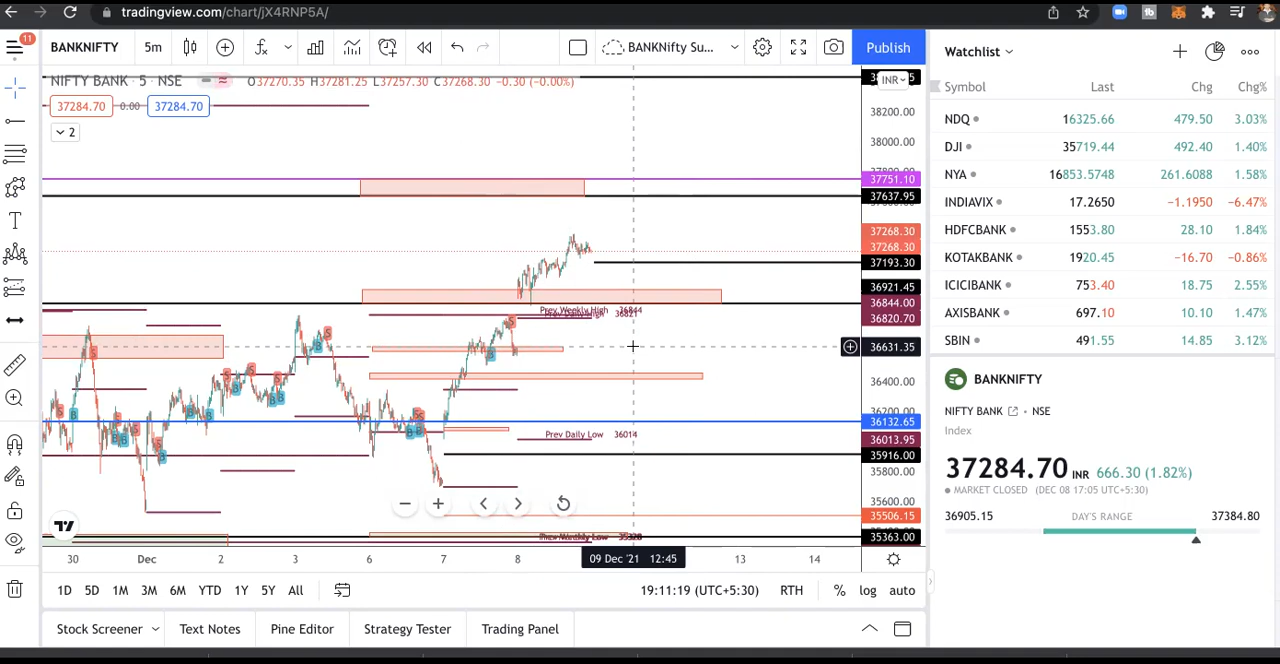 tradingview.com/chart/jX4RNP5A/
11
BANKNIFTY 5m BANKNifty Su... Publish
NIFTY BANK · 5 · NSE O37270.35 H37281.25 L37257.30 C37268.30 −0.30 (−0.00%)
INR
37284.70 0.00 37284.70
2
38200.00
38000.00
37751.10
37637.95
37268.30
37268.30
37193.30
36921.45
Prev Weekly High 36844
36844.00
36820.70
36631.35
36400.00
36132.65
Prev Daily Low 36014
36013.95
35916.00
35800.00
35600.00
35506.15
35363.00
30 Dec 2 3 6 7 8 09 Dec '21 12:45 13 14
1D 5D 1M 3M 6M YTD 1Y 5Y All 19:11:19 (UTC+5:30) RTH % log auto
Stock Screener Text Notes Pine Editor Strategy Tester Trading Panel
Watchlist
Symbol Last Chg Chg%
NDQ 16325.66 479.50 3.03%
DJI 35719.44 492.40 1.40%
NYA 16853.5748 261.6088 1.58%
INDIAVIX 17.2650 −1.1950 −6.47%
HDFCBANK 1553.80 28.10 1.84%
KOTAKBANK 1920.45 −16.70 −0.86%
ICICIBANK 753.40 18.75 2.55%
AXISBANK 697.10 10.10 1.47%
SBIN 491.55 14.85 3.12%
BANKNIFTY
NIFTY BANK · NSE
Index
37284.70 INR 666.30 (1.82%)
MARKET CLOSED (DEC 08 17:05 UTC+5:30)
36905.15 DAY'S RANGE 37384.80